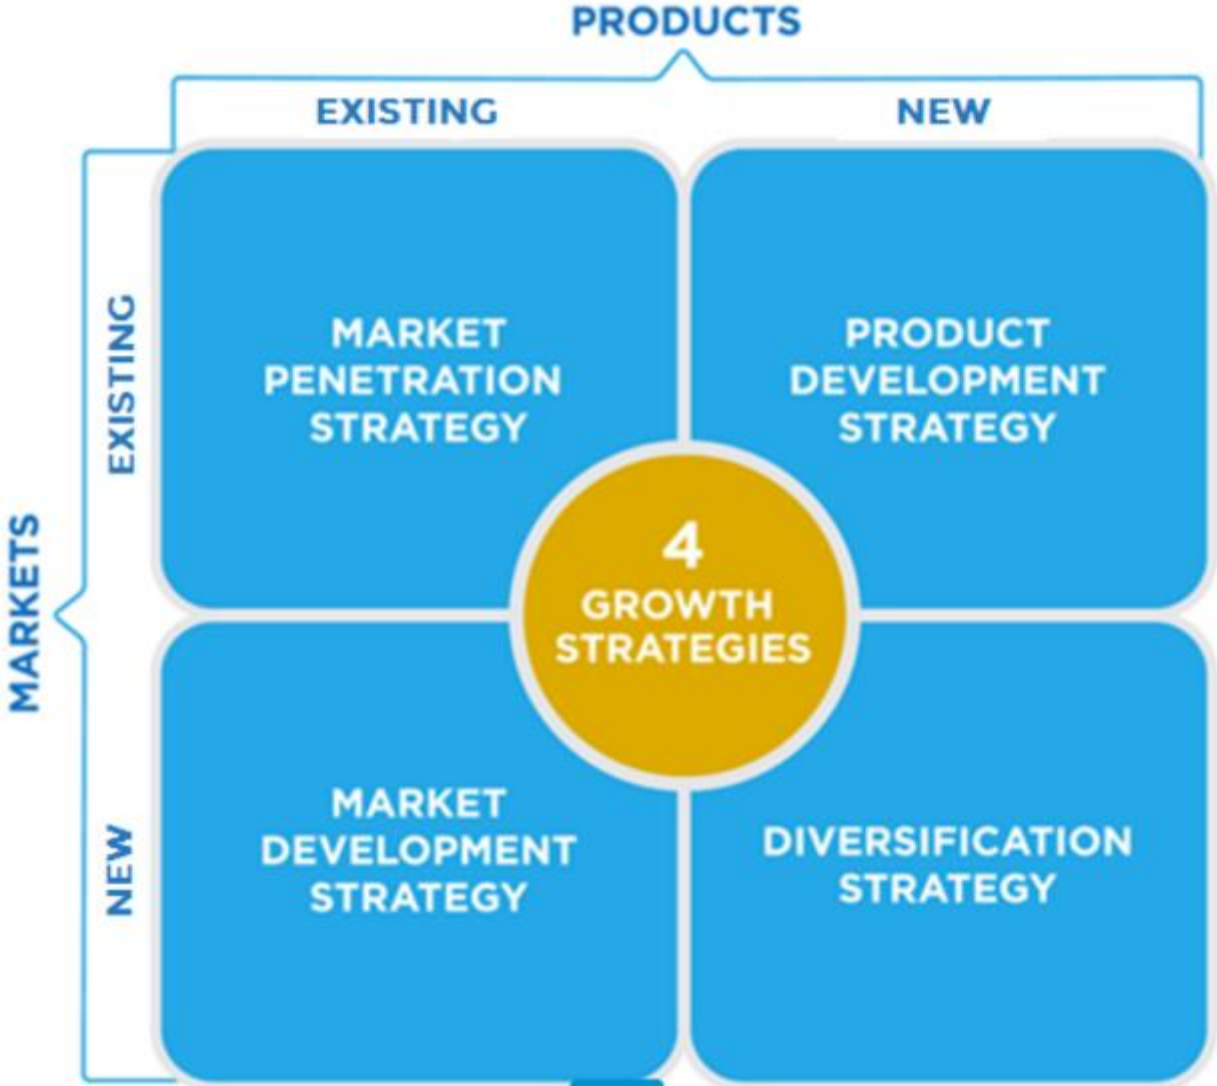 PRODUCTS
EXISTING
NEW
MARKETS
EXISTING
NEW
MARKET
PENETRATION
STRATEGY
PRODUCT
DEVELOPMENT
STRATEGY
4
GROWTH
STRATEGIES
MARKET
DEVELOPMENT
STRATEGY
DIVERSIFICATION
STRATEGY